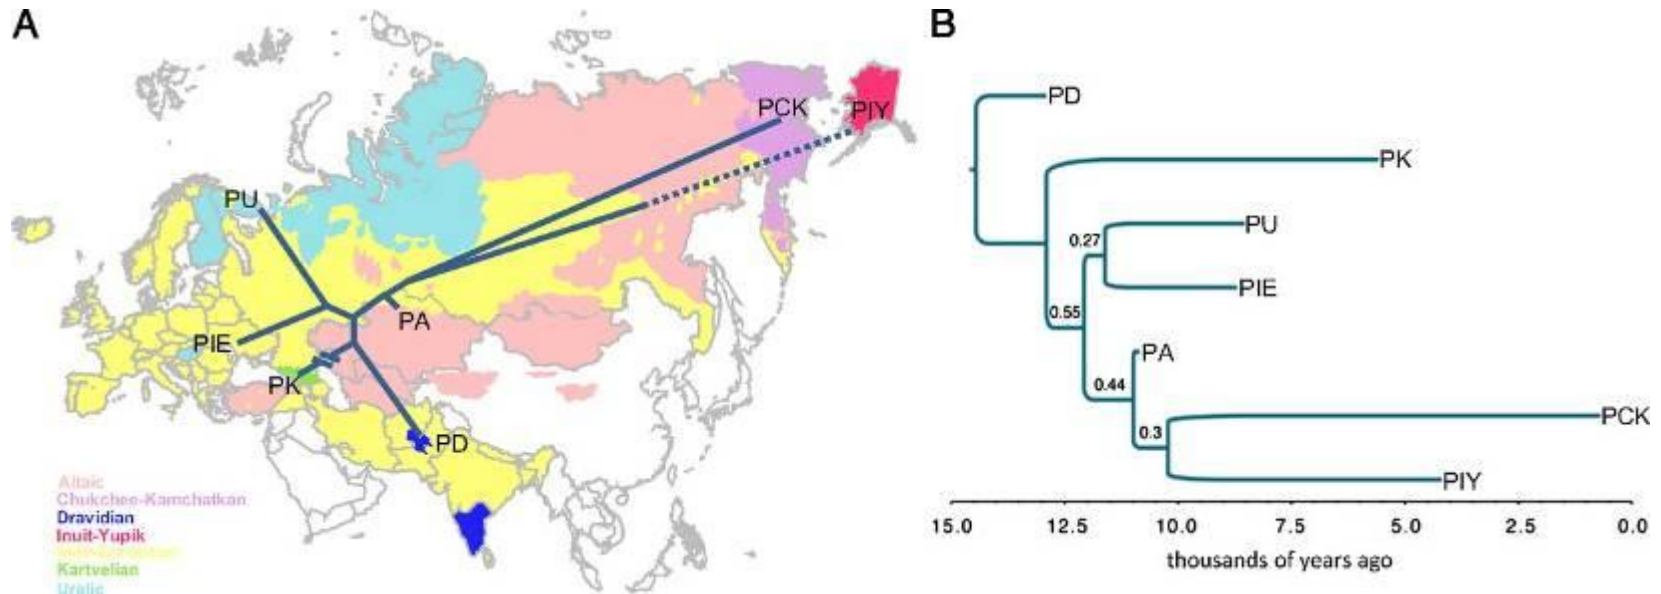 A
B
PCK
PIY
PU
PA
PIE
PK
PD
Altaic
Chukchee-Kamchatkan
Dravidian
Inuit-Yupik
Kartvelian
Uralic
PD
PK
PU
0.27
PIE
0.55
PA
0.44
PCK
0.3
PIY
15.0 12.5 10.0 7.5 5.0 2.5 0.0
thousands of years ago